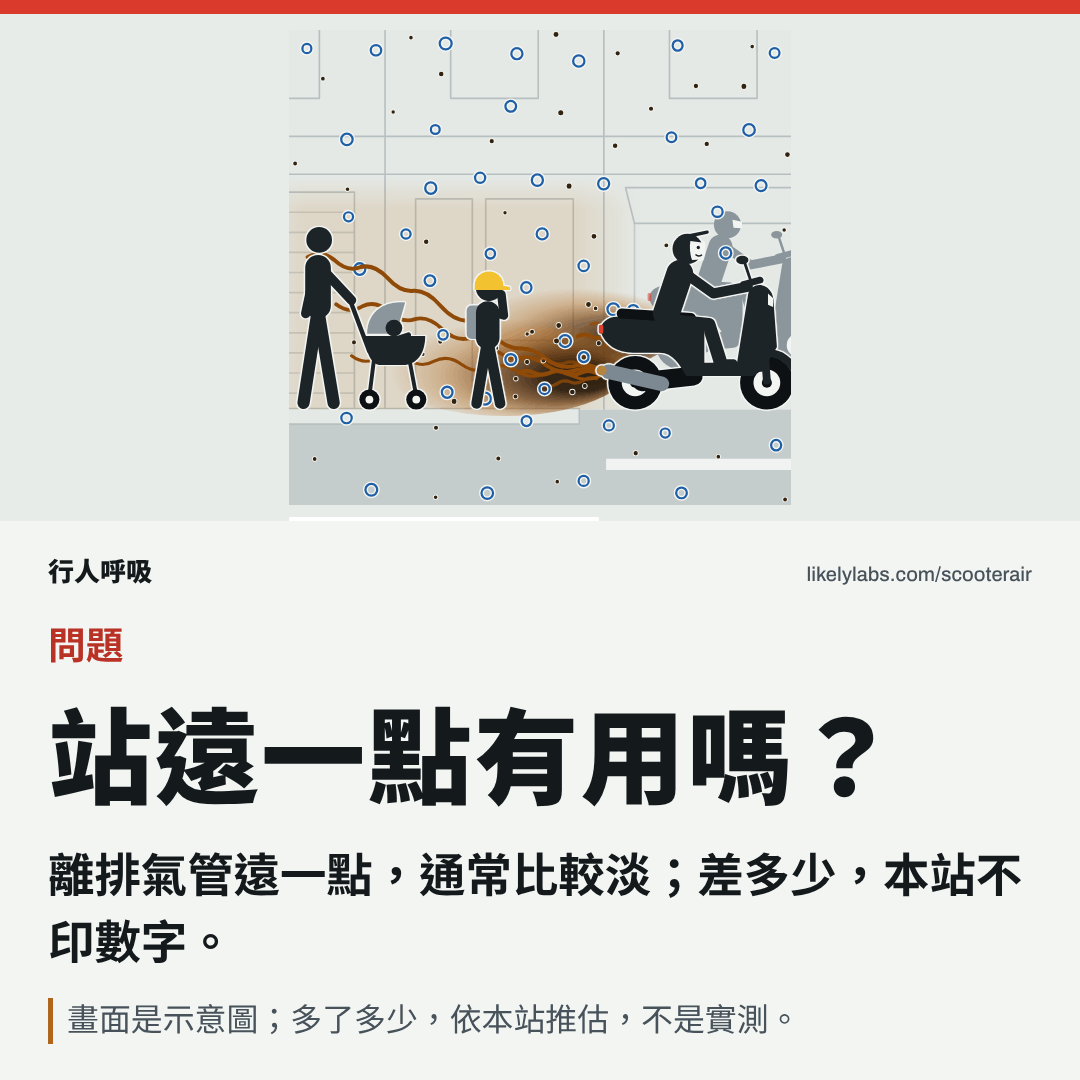 行人呼吸
likelylabs.com/scooterair
問題
站遠一點有用嗎？
離排氣管遠一點，通常比較淡；差多少，本站不
印數字。
畫面是示意圖；多了多少，依本站推估，不是實測。